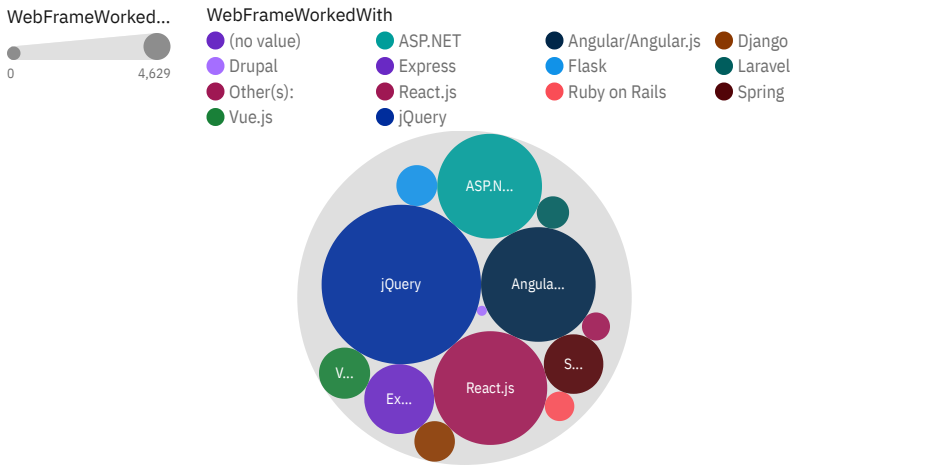 WebFrameWorked...
0 4,629
WebFrameWorkedWith
(no value) ASP.NET Angular/Angular.js Django
Drupal Express Flask Laravel
Other(s): React.js Ruby on Rails Spring
Vue.js jQuery
ASP.N...
jQuery Angula...
S...
V... React.js
Ex...